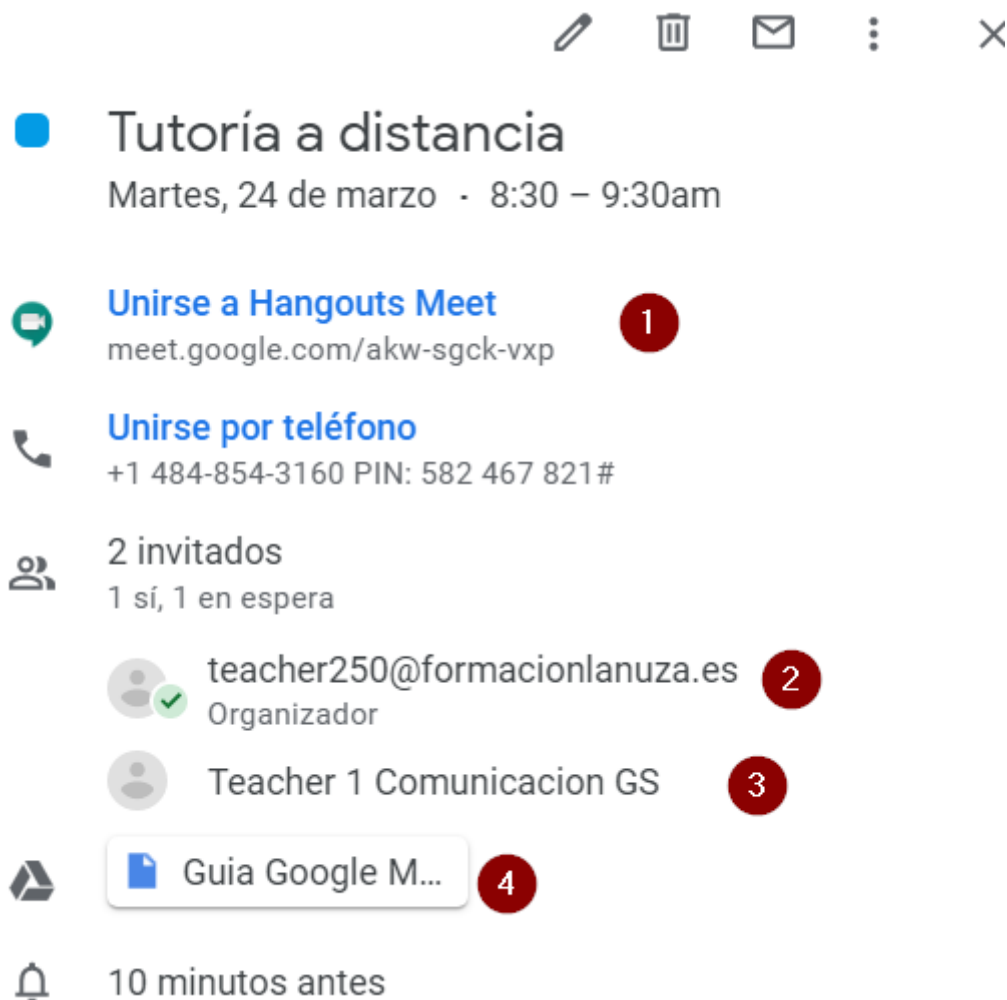 Tutoría a distancia
Martes, 24 de marzo · 8:30 – 9:30am
Unirse a Hangouts Meet
1
meet.google.com/akw-sgck-vxp
Unirse por teléfono
+1 484-854-3160 PIN: 582 467 821#
2 invitados
1 sí, 1 en espera
teacher250@formacionlanuza.es 2
Organizador
Teacher 1 Comunicacion GS 3
Guia Google M... 4
10 minutos antes